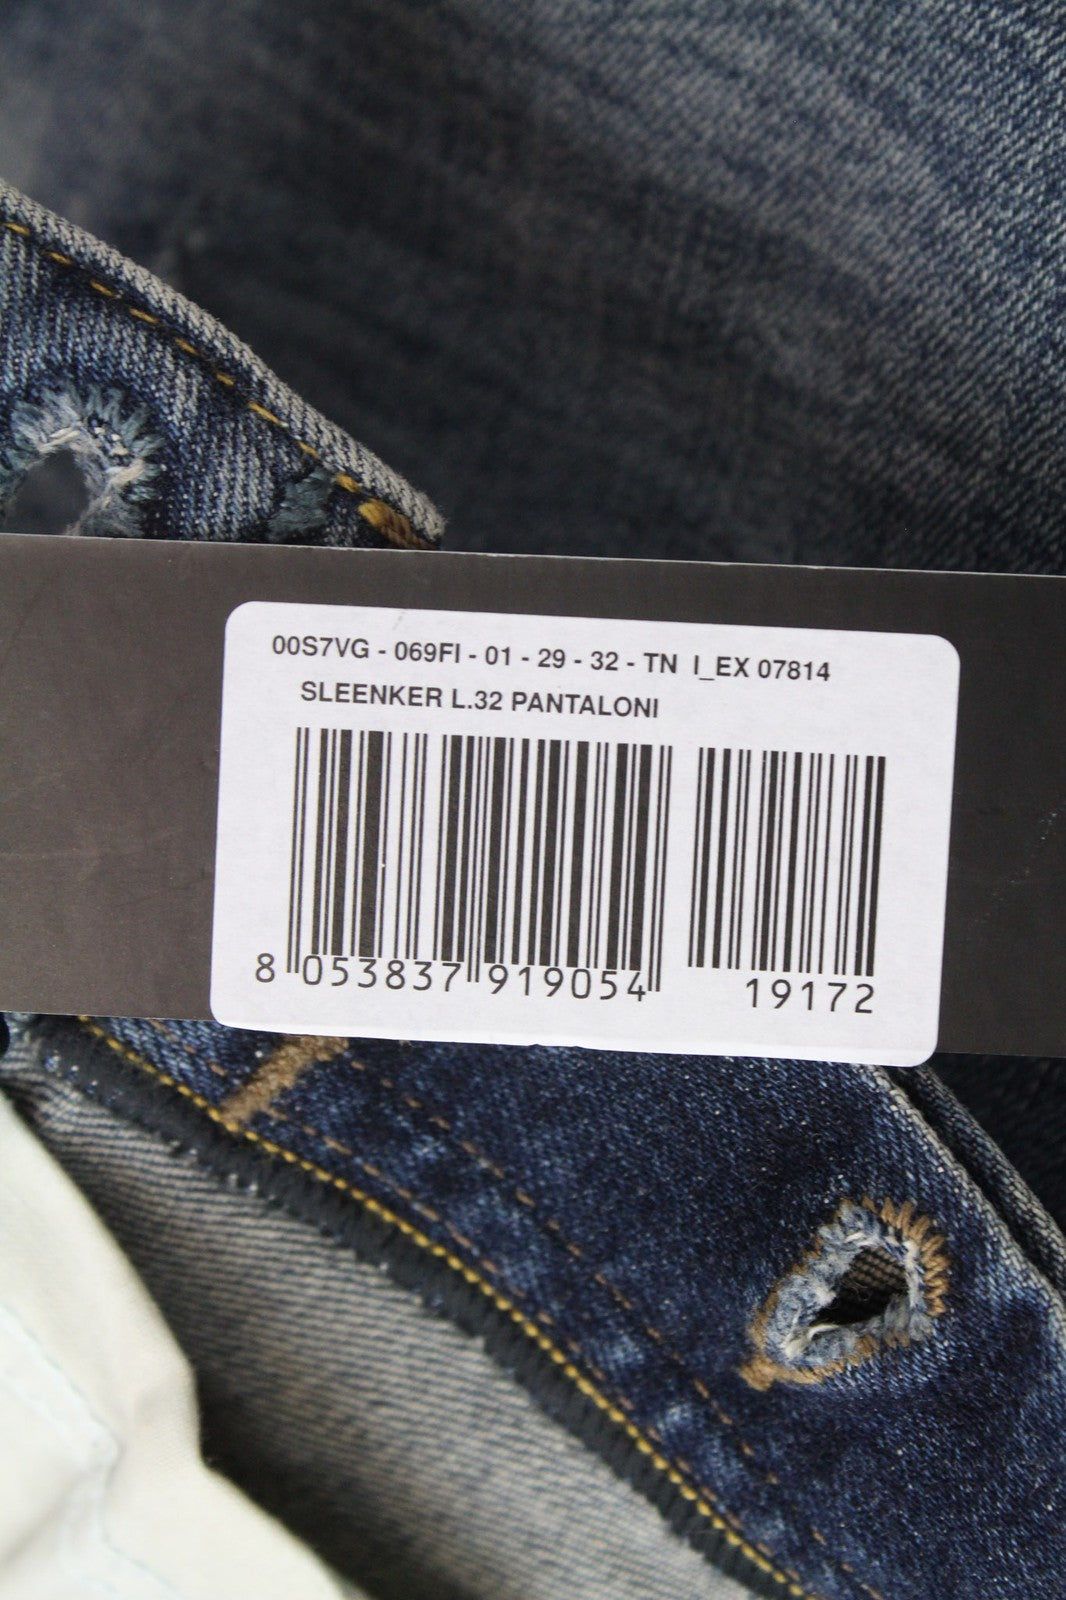 00S7VG - 069FI - 01 - 29 - 32 - TN I_EX 07814
SLEENKER L.32 PANTALONI
8 053837 919054 19172